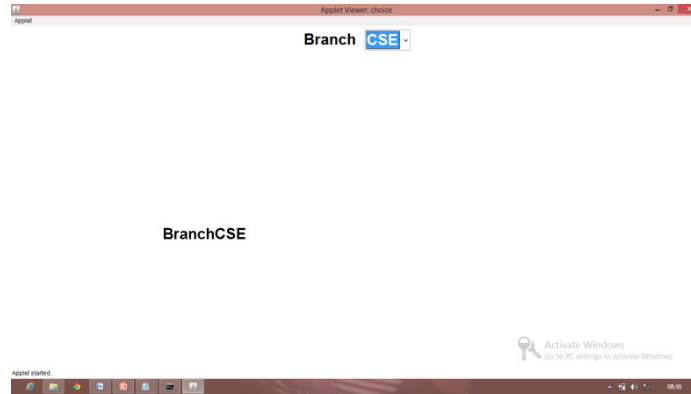 Applet Viewer: choice
Applet
Branch CSE
BranchCSE
Activate Windows
Go to PC settings to activate Windows.
Applet started.
08:36